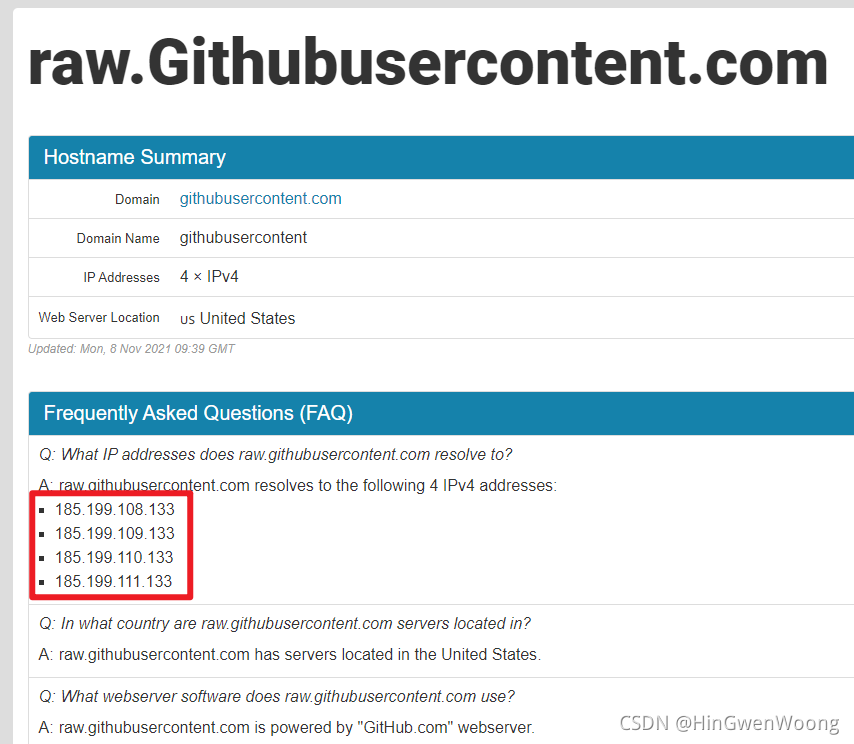 raw.Githubusercontent.com
Hostname Summary
Domain githubusercontent.com
Domain Name githubusercontent
IP Addresses 4 × IPv4
Web Server Location US United States
Updated: Mon, 8 Nov 2021 09:39 GMT
Frequently Asked Questions (FAQ)
Q: What IP addresses does raw.githubusercontent.com resolve to?
A: raw.githubusercontent.com resolves to the following 4 IPv4 addresses:
185.199.108.133
185.199.109.133
185.199.110.133
185.199.111.133
Q: In what country are raw.githubusercontent.com servers located in?
A: raw.githubusercontent.com has servers located in the United States.
Q: What webserver software does raw.githubusercontent.com use?
A: raw.githubusercontent.com is powered by "GitHub.com" webserver.
CSDN @HinGwenWoong